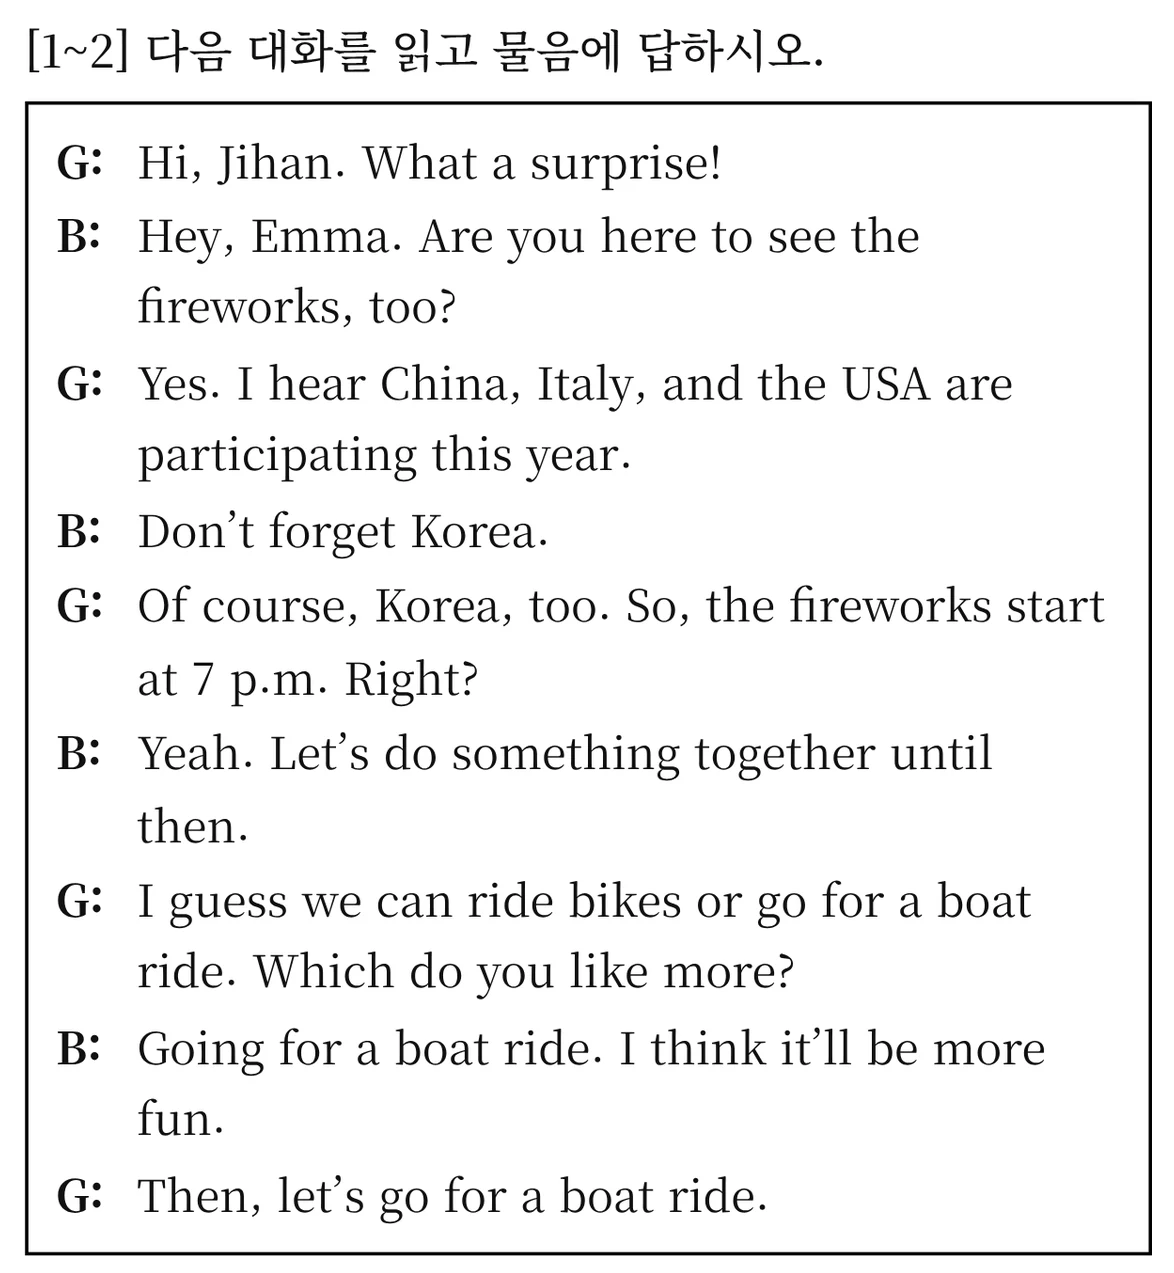 [1~2] 다음 대화를 읽고 물음에 답하시오.
G: Hi, Jihan. What a surprise!
B: Hey, Emma. Are you here to see the
fireworks, too?
G: Yes. I hear China, Italy, and the USA are
participating this year.
B: Don’t forget Korea.
G: Of course, Korea, too. So, the fireworks start
at 7 p.m. Right?
B: Yeah. Let’s do something together until
then.
G: I guess we can ride bikes or go for a boat
ride. Which do you like more?
B: Going for a boat ride. I think it’ll be more
fun.
G: Then, let’s go for a boat ride.